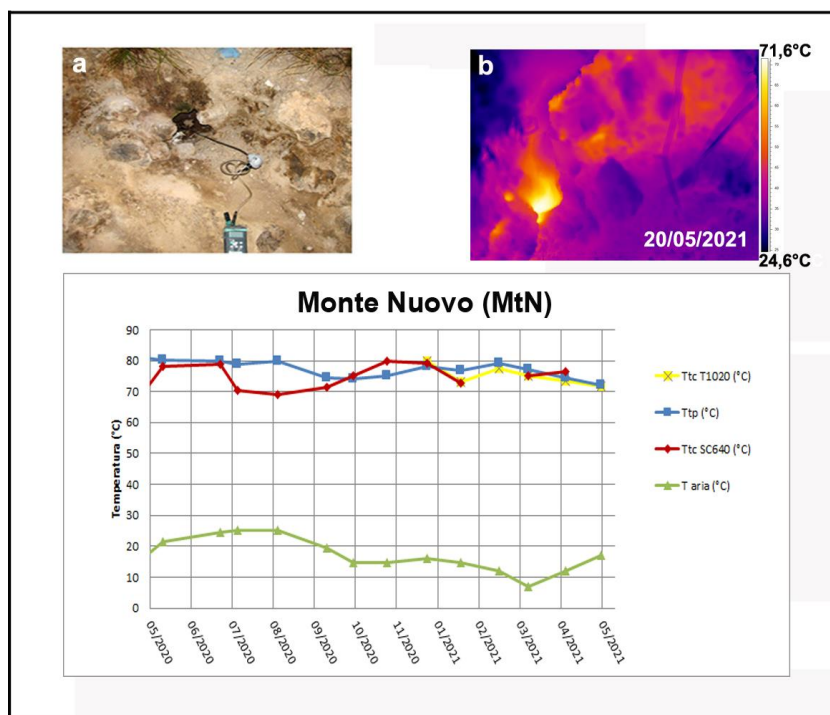 a
b
71,6°C
20/05/2021
24,6°C
Monte Nuovo (MtN)
90
80
70
60
50
40
30
20
10
0
Temperatura (°C)
05/2020
06/2020
07/2020
08/2020
09/2020
10/2020
11/2020
01/2021
02/2021
03/2021
04/2021
05/2021
Ttc T1020 (°C)
Ttp (°C)
Ttc SC640 (°C)
T aria (°C)